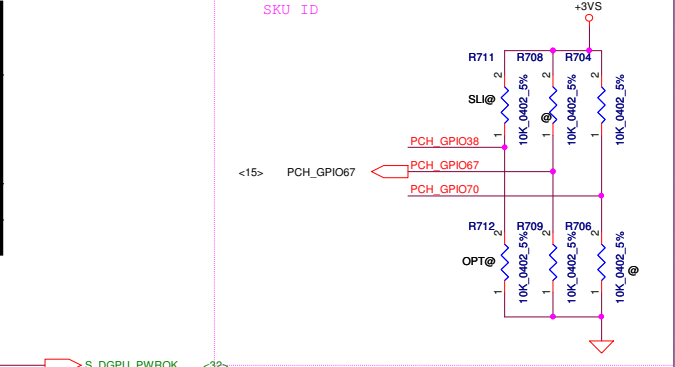 SKU ID
+3VS
R711 R708 R704
2 2 2
SLI@ @
10K_0402_5% 10K_0402_5% 10K_0402_5%
1 1 1
PCH_GPIO38
<15> PCH_GPIO67 PCH_GPIO67
PCH_GPIO70
R712 R709 R706
2 2 2
OPT@ @
10K_0402_5% 10K_0402_5% 10K_0402_5%
1 1 1
S_DGPU_PWROK <32>